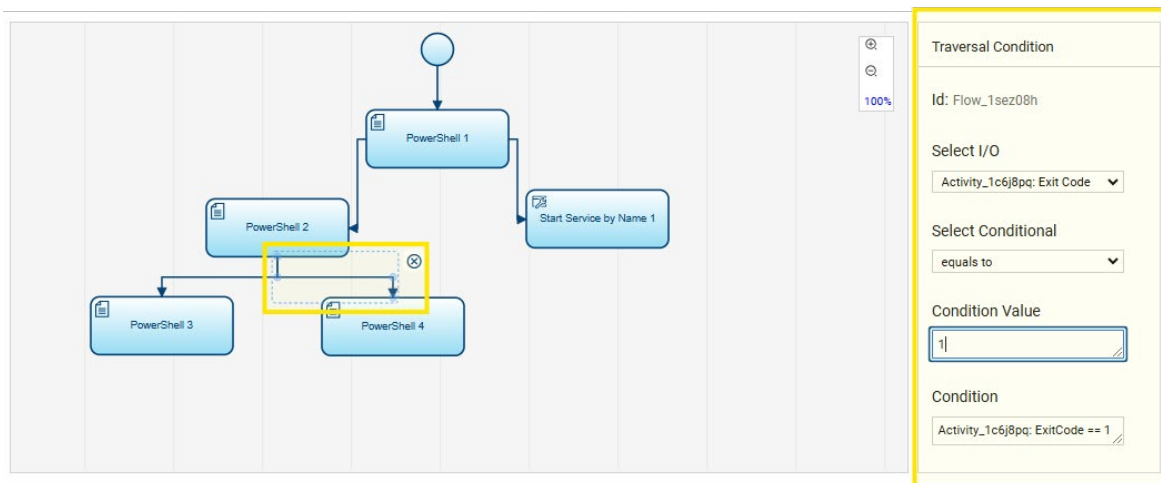 100%
PowerShell 1
PowerShell 2
Start Service by Name 1
PowerShell 3
PowerShell 4
Traversal Condition
Id: Flow_1sez08h
Select I/O
Activity_1c6j8pq: Exit Code
Select Conditional
equals to
Condition Value
1
Condition
Activity_1c6j8pq: ExitCode == 1